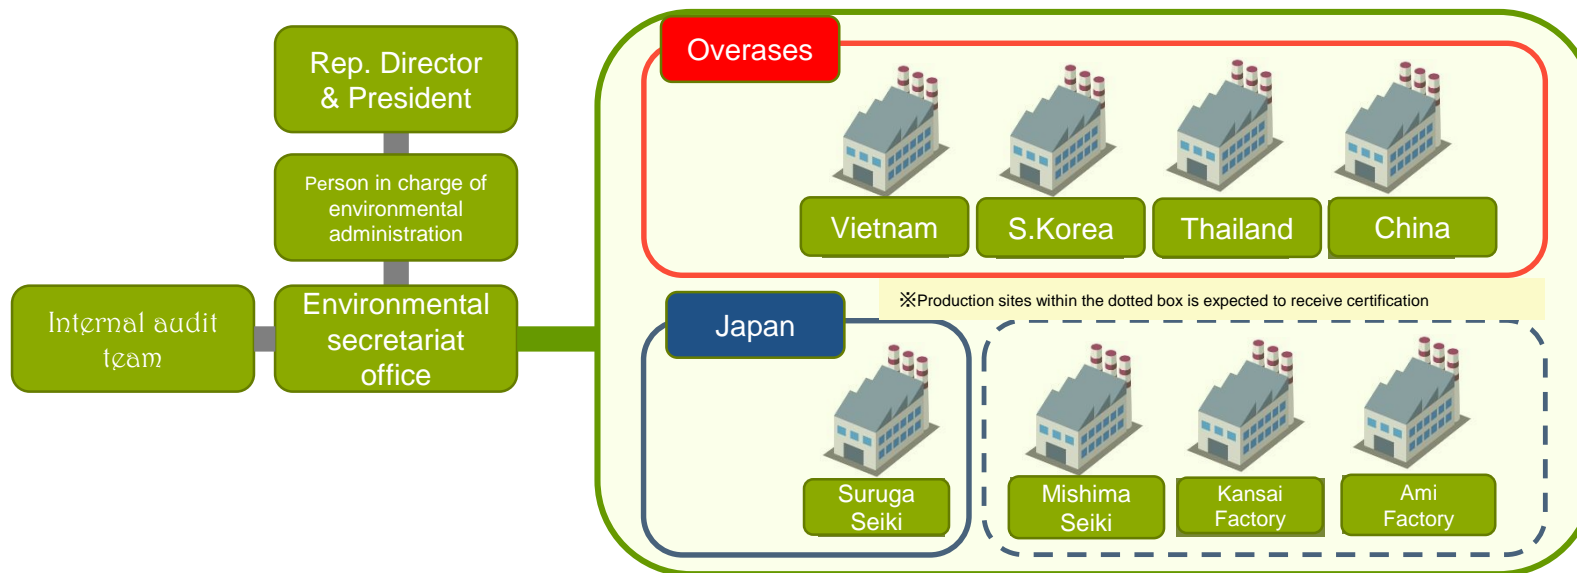 Rep. Director
& President
Person in charge of
environmental
administration
Internal audit
team
Environmental
secretariat
office
Overases
Vietnam
S.Korea
Thailand
China
※Production sites within the dotted box is expected to receive certification
Japan
Suruga
Seiki
Mishima
Seiki
Kansai
Factory
Ami
Factory